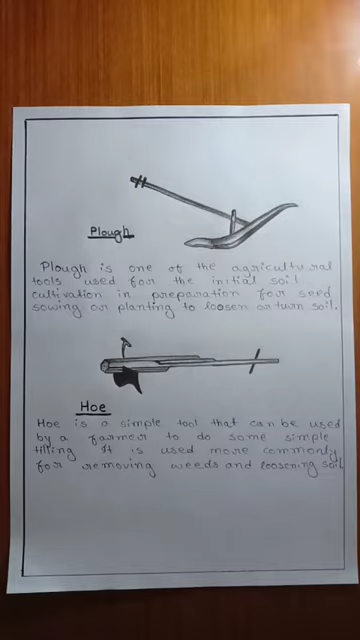 Plough
Plough is one of the agricultural
tools used for the initial soil
cultivation in preparation for seed
sowing or planting to loosen or turn soil.
Hoe
Hoe is a simple tool that can be used
by a farmer to do some simple
tilling It is used more commonly
for removing weeds and loosening soil